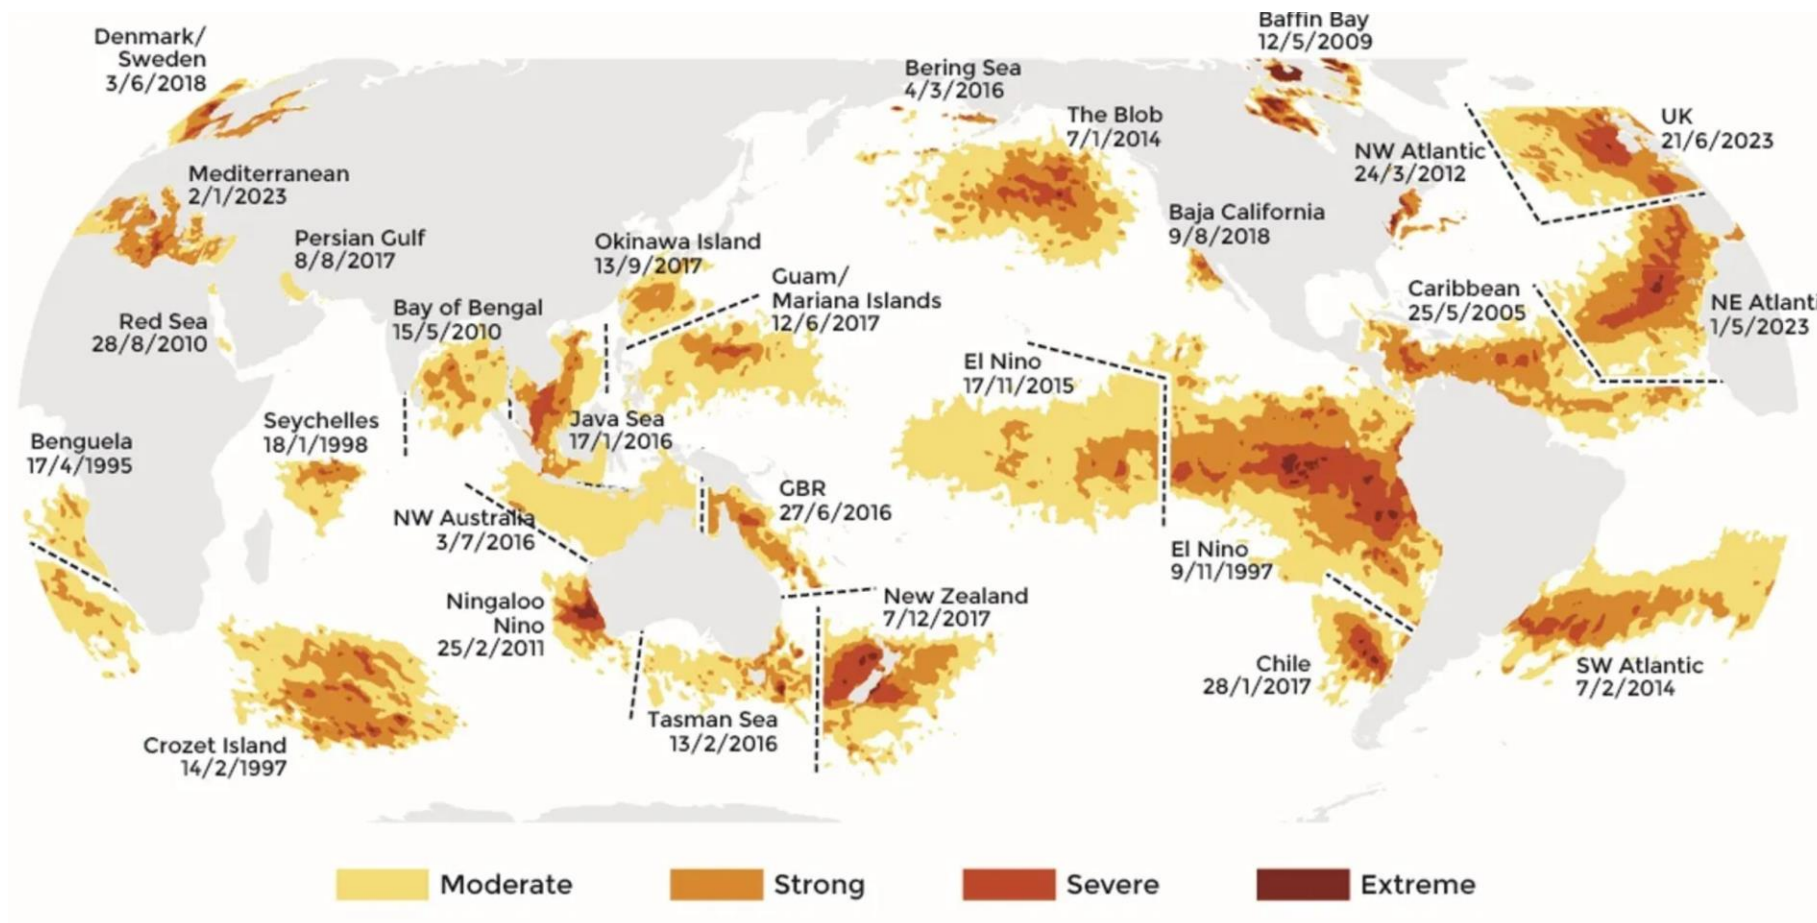 Baffin Bay
12/5/2009
Denmark/
Sweden
3/6/2018
Bering Sea
4/3/2016
The Blob
7/1/2014
UK
21/6/2023
NW Atlantic
24/3/2012
Mediterranean
2/1/2023
Baja California
9/8/2018
Persian Gulf
8/8/2017
Okinawa Island
13/9/2017
Guam/
Mariana Islands
12/6/2017
Caribbean
25/5/2005
NE Atlanti
1/5/2023
Red Sea
28/8/2010
Bay of Bengal
15/5/2010
El Nino
17/11/2015
Seychelles
18/1/1998
Java Sea
17/1/2016
Benguela
17/4/1995
GBR
27/6/2016
NW Australia
3/7/2016
El Nino
9/11/1997
Ningaloo
Nino
25/2/2011
New Zealand
7/12/2017
Chile
28/1/2017
SW Atlantic
7/2/2014
Tasman Sea
13/2/2016
Crozet Island
14/2/1997
Moderate
Strong
Severe
Extreme